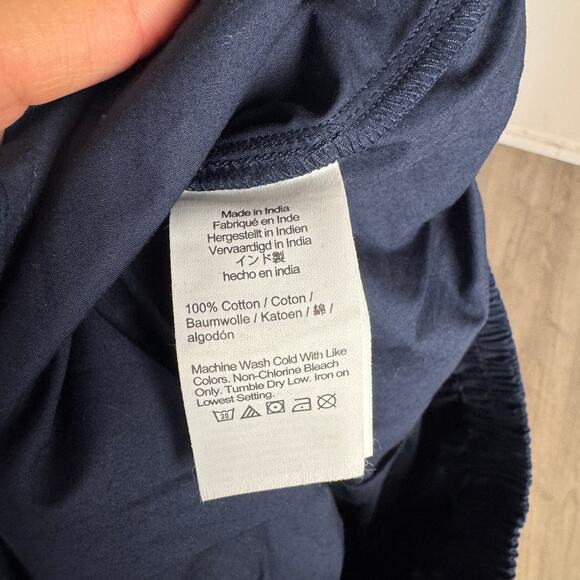 Made in India
Fabriqué en Inde
Hergestellt in Indien
Vervaardigd in India
インド製
hecho en india
100% Cotton / Coton /
Baumwolle / Katoen / 綿 /
algodón
Machine Wash Cold With Like
Colors. Non-Chlorine Bleach
Only. Tumble Dry Low. Iron on
Lowest Setting.
30